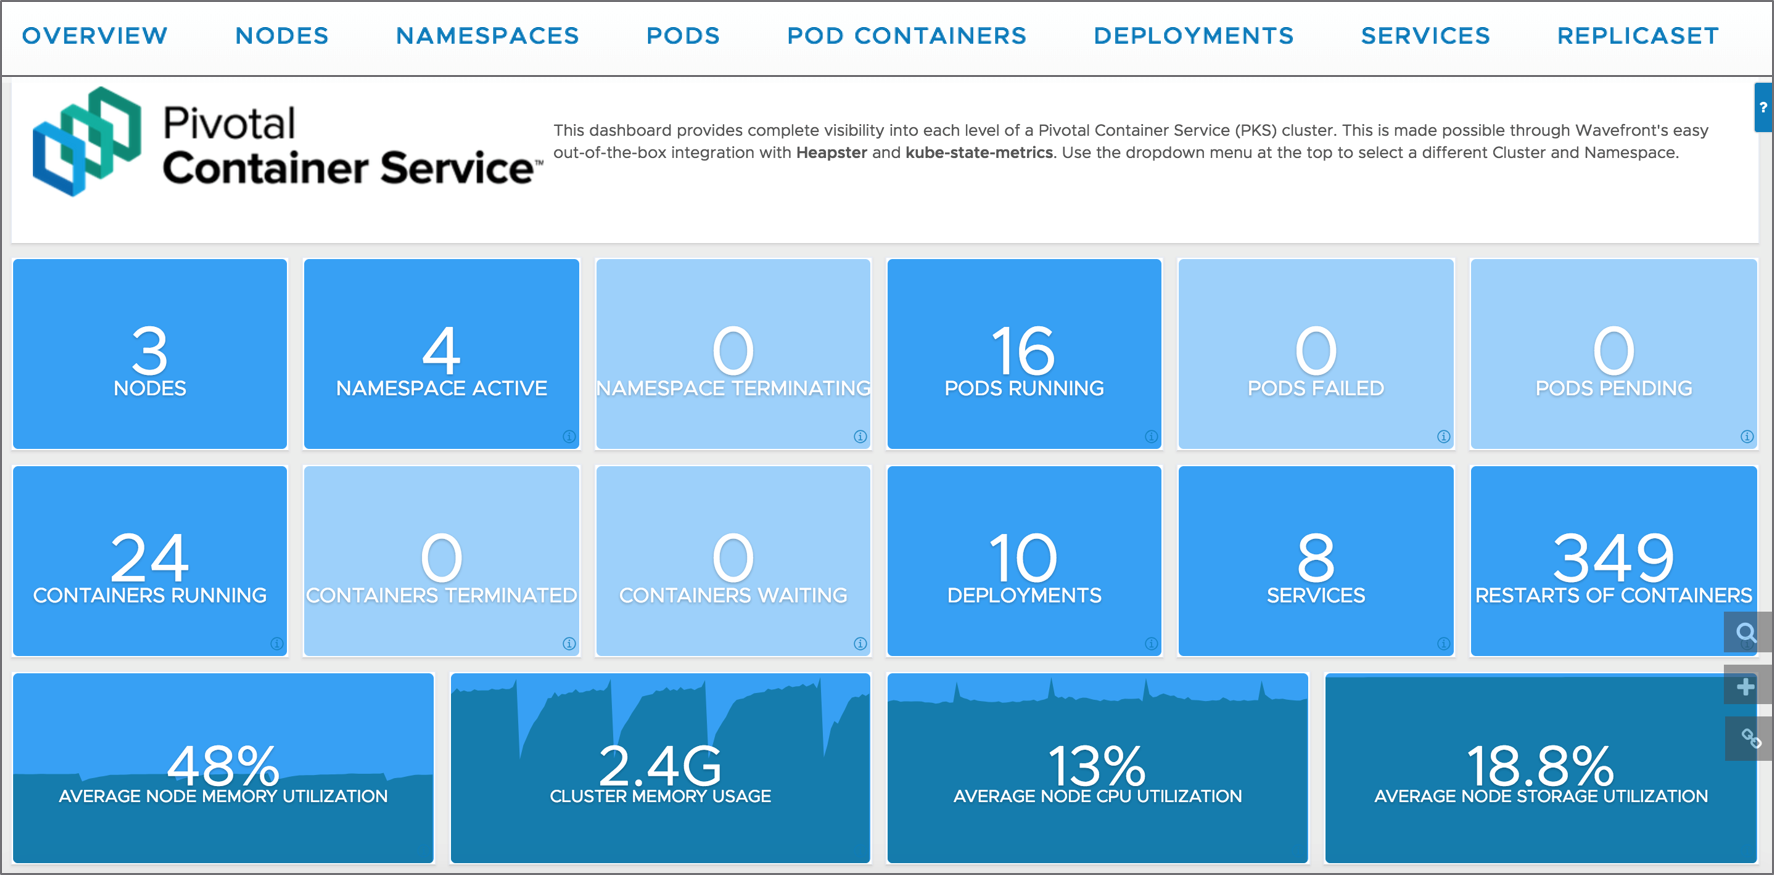 OVERVIEW NODES NAMESPACES PODS POD CONTAINERS DEPLOYMENTS SERVICES REPLICASET
?
Pivotal
Container Service™
This dashboard provides complete visibility into each level of a Pivotal Container Service (PKS) cluster. This is made possible through Wavefront's easy
out-of-the-box integration with Heapster and kube-state-metrics. Use the dropdown menu at the top to select a different Cluster and Namespace.
3
NODES
4
NAMESPACE ACTIVE
0
NAMESPACE TERMINATING
16
PODS RUNNING
0
PODS FAILED
0
PODS PENDING
24
CONTAINERS RUNNING
0
CONTAINERS TERMINATED
0
CONTAINERS WAITING
10
DEPLOYMENTS
8
SERVICES
349
RESTARTS OF CONTAINERS
48%
AVERAGE NODE MEMORY UTILIZATION
2.4G
CLUSTER MEMORY USAGE
13%
AVERAGE NODE CPU UTILIZATION
18.8%
AVERAGE NODE STORAGE UTILIZATION